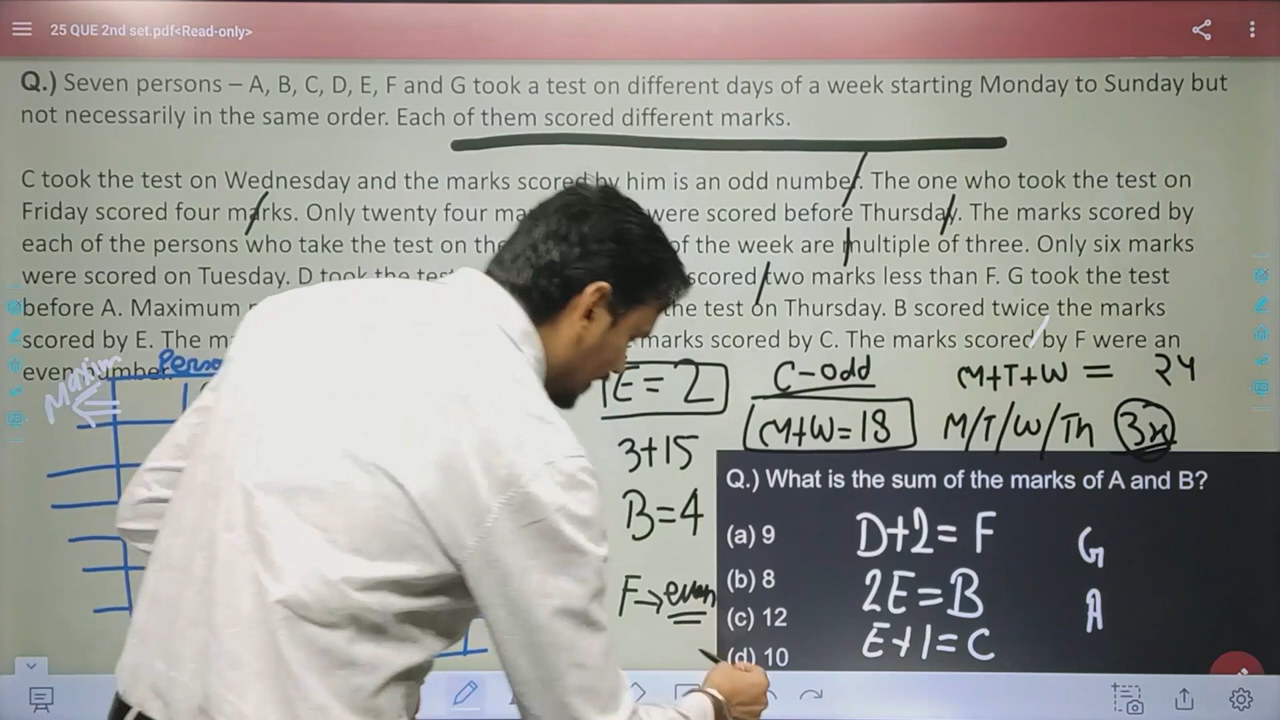 25 QUE 2nd set.pdf<Read-only>
Q.) Seven persons – A, B, C, D, E, F and G took a test on different days of a week starting Monday to Sunday but
not necessarily in the same order. Each of them scored different marks.
C took the test on Wednesday and the marks scored by him is an odd number. The one who took the test on
Friday scored four marks. Only twenty four ma were scored before Thursday. The marks scored by
each of the persons who take the test on the of the week are multiple of three. Only six marks
were scored on Tuesday. D took the tes scored two marks less than F. G took the test
before A. Maximum the test on Thursday. B scored twice the marks
scored by E. The m marks scored by C. The marks scored by F were an
even number.
Maxim
Perso
E = 2
C-odd
M+T+W = 24
3+15
M+W=18
M/T/W/Th 3x
B=4
F→even
Q.) What is the sum of the marks of A and B?
(a) 9
(b) 8
(c) 12
(d) 10
D+2=F
2E=B
E+1=C
G
A